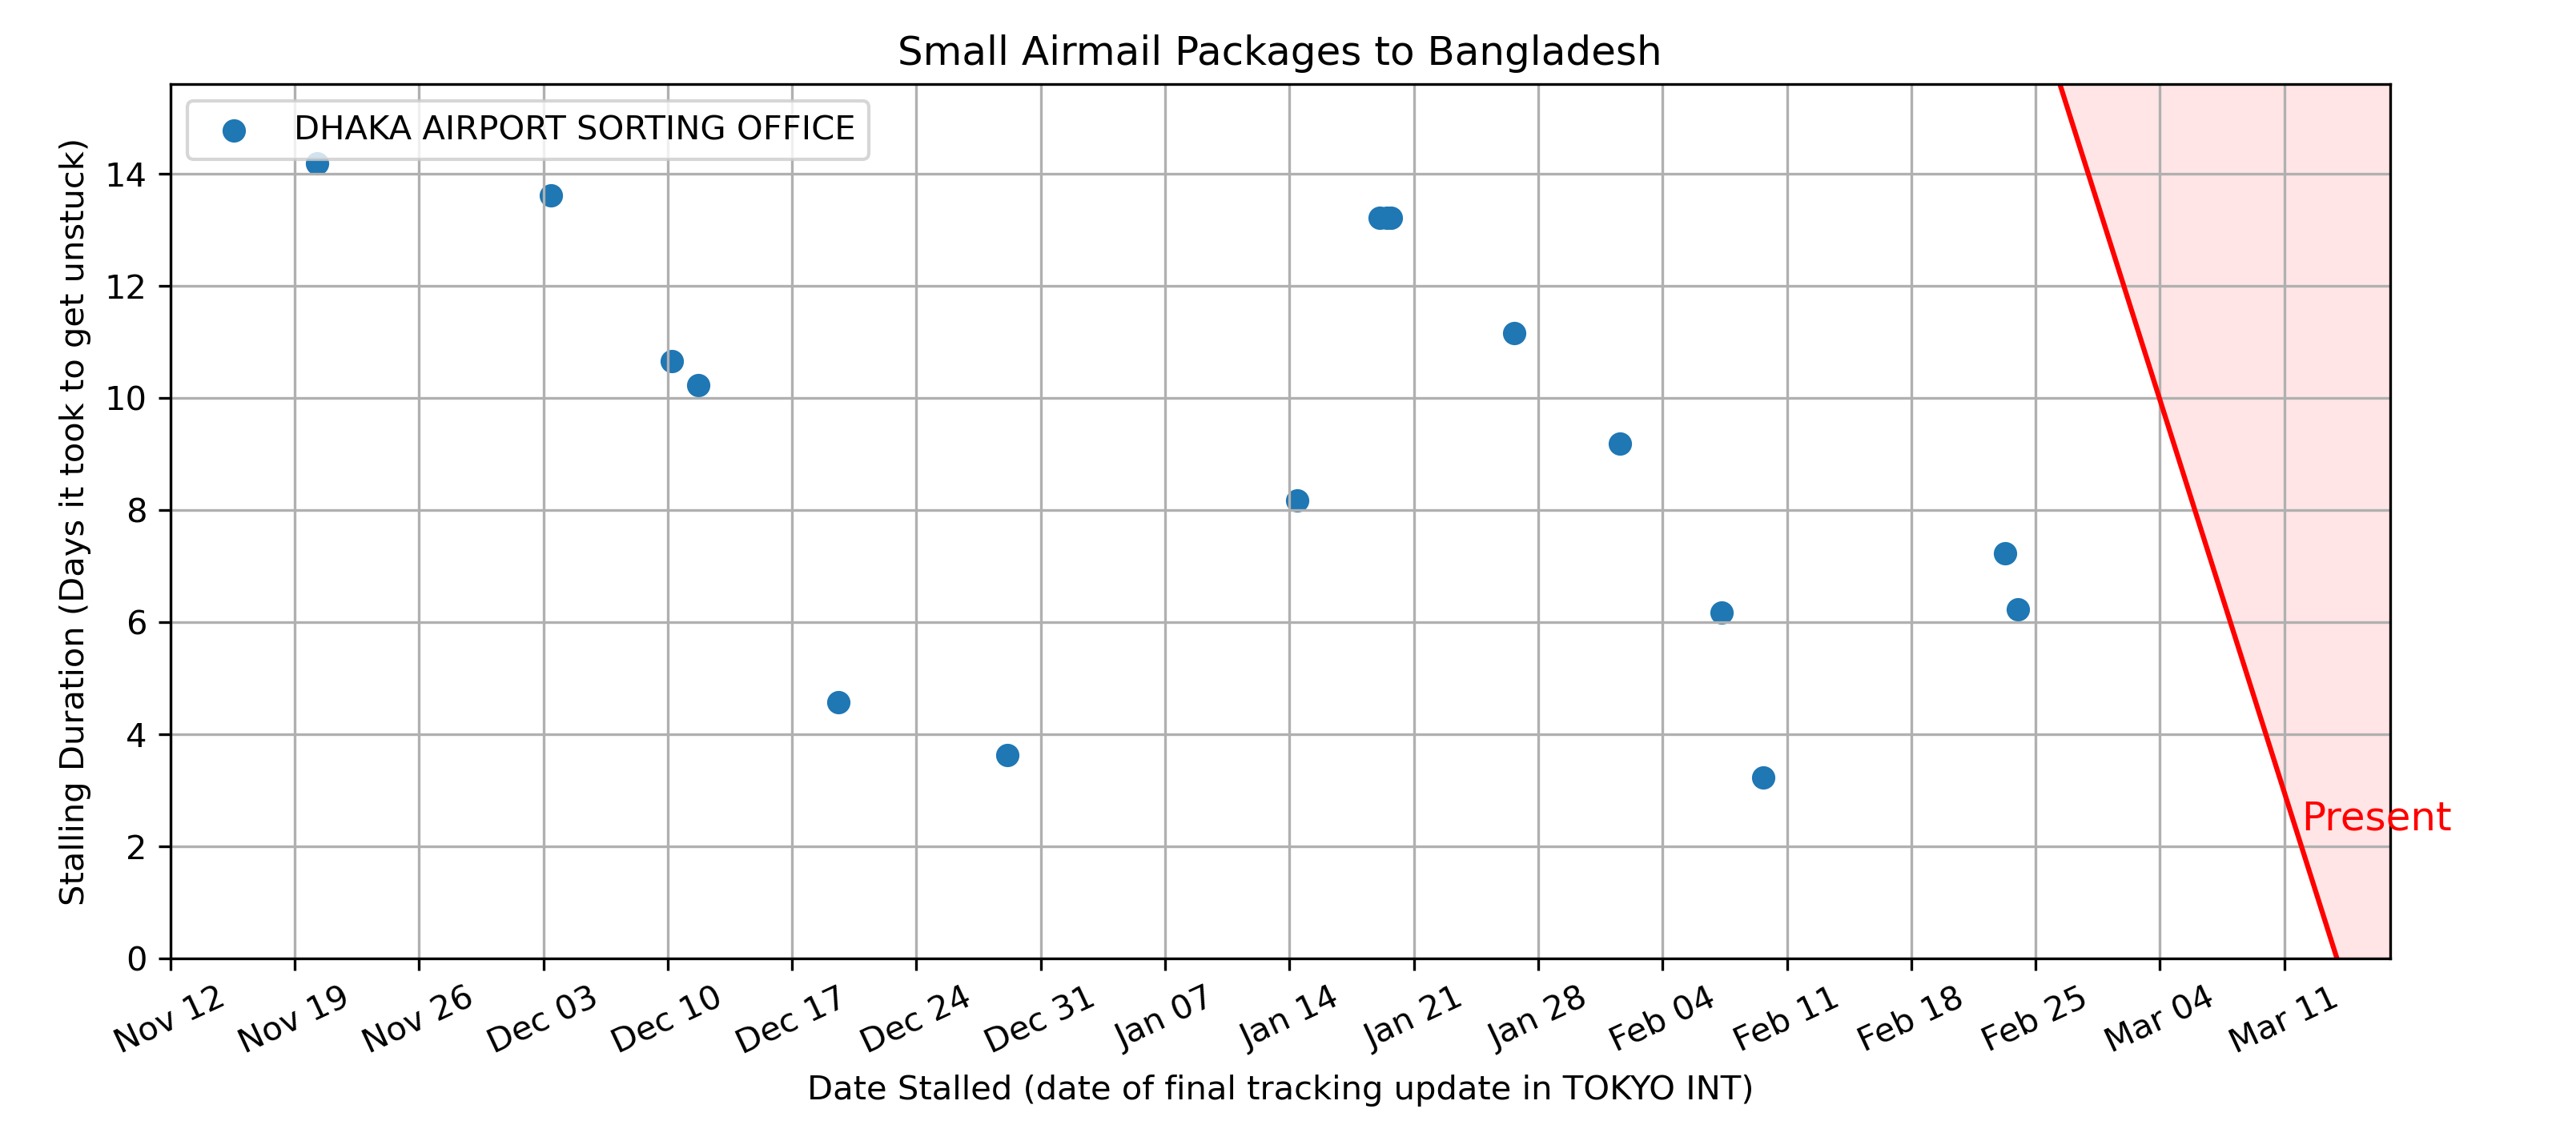 Small Airmail Packages to Bangladesh
DHAKA AIRPORT SORTING OFFICE
Stalling Duration (Days it took to get unstuck)
14
12
10
8
6
4
2
0
Present
Nov 12
Nov 19
Nov 26
Dec 03
Dec 10
Dec 17
Dec 24
Dec 31
Jan 07
Jan 14
Jan 21
Jan 28
Feb 04
Feb 11
Feb 18
Feb 25
Mar 04
Mar 11
Date Stalled (date of final tracking update in TOKYO INT)